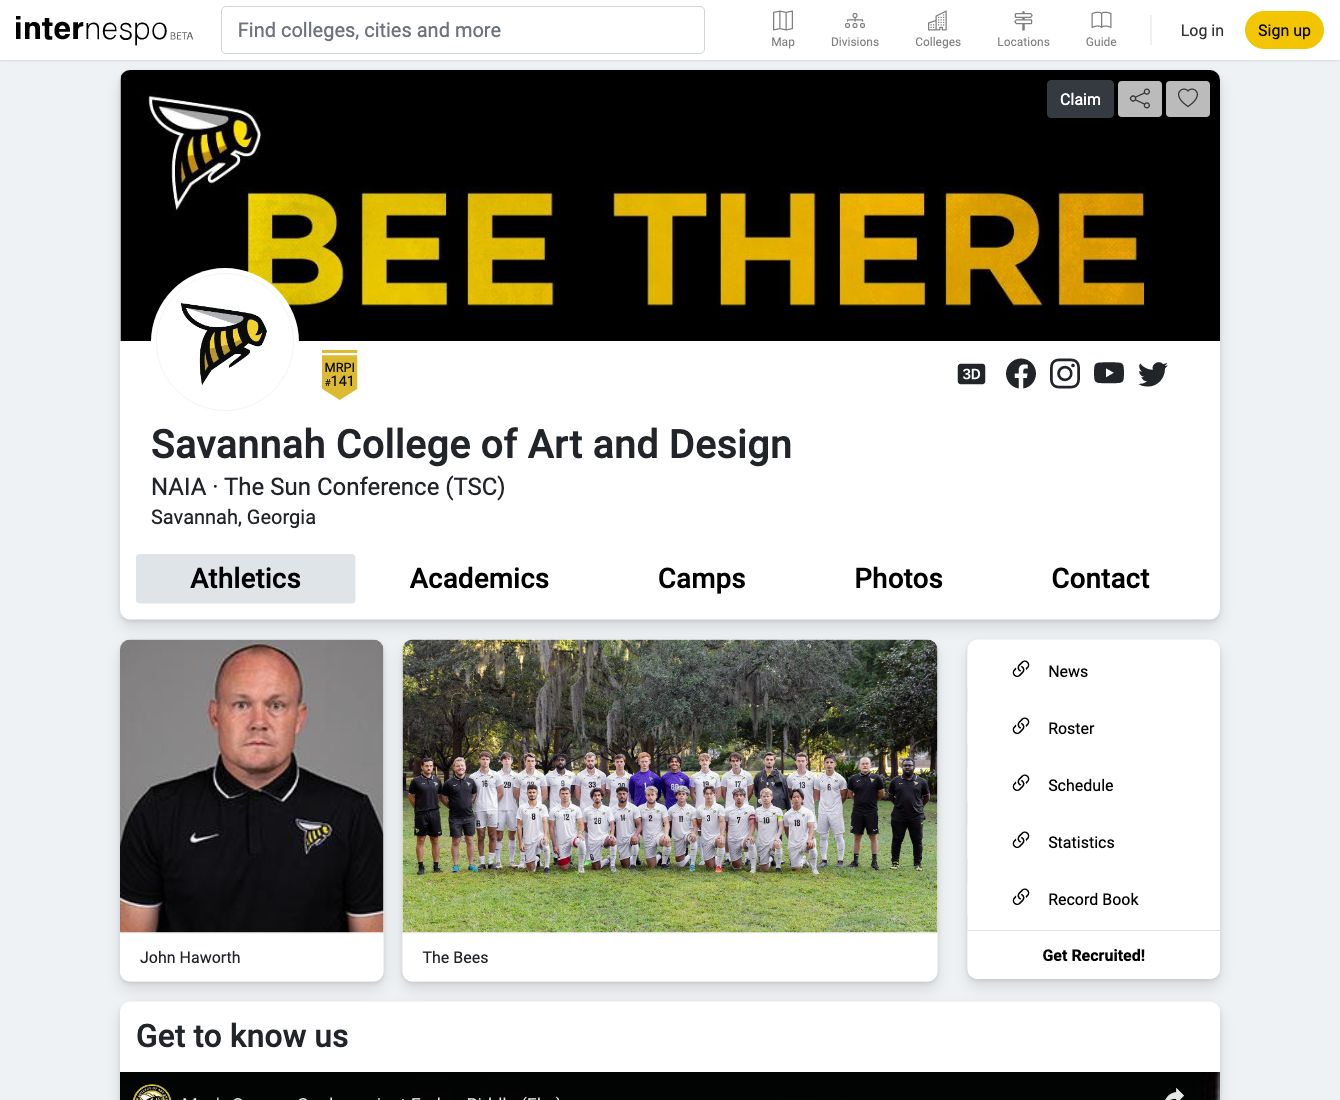 internespo BETA
Find colleges, cities and more
Map
Divisions
Colleges
Locations
Guide
Log in
Sign up
Claim
BEE THERE
MRPI
#141
3D
Savannah College of Art and Design
NAIA · The Sun Conference (TSC)
Savannah, Georgia
Athletics
Academics
Camps
Photos
Contact
John Haworth
The Bees
News
Roster
Schedule
Statistics
Record Book
Get Recruited!
Get to know us